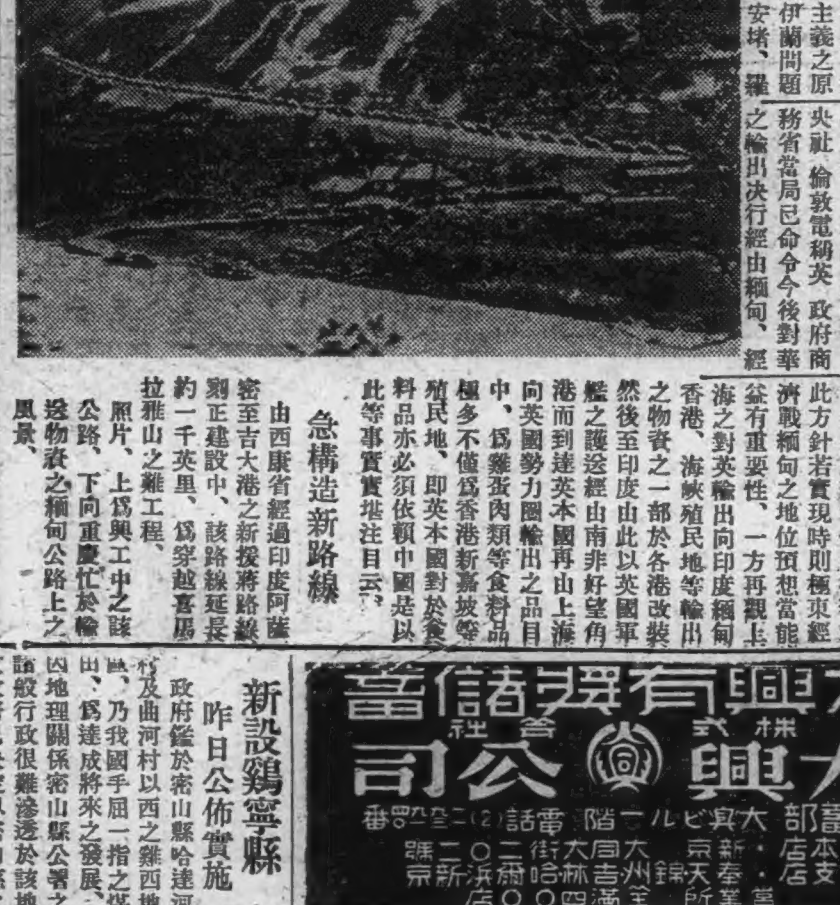 主義之原
伊蘭問題
安堵、羅
央社 倫敦電稱英 政府商
務省當局已命令今後對華
之輸出决行經由緬甸、經
此方針若實現時則極東經
濟戰緬甸之地位預想當能
益有重要性、一方再觀上
海之對英輸出向印度緬甸
香港、海峽殖民地等輸出
之物資之一部於各港改裝
然後至印度由此以英國軍
艦之護送經由南非好望角
港而到達英本國再由上海
向英國勢力圈輸出之品目
中、爲雞蛋肉類等食料品
極多不僅爲香港新嘉坡等
殖民地、即英本國對於食
料品亦必須依賴中國是以
此等事實實堪注目云、
急構造新路線
由西康省經過印度阿薩
密至吉大港之新援蔣路線
刻正建設中、該路線延長
約一千英里、爲穿越喜馬
拉雅山之難工程、
照片、上爲興工中之該
公路、下向重慶忙於輸
送物資之緬甸公路上之
風景、
新設鷄寧縣
昨日公佈實施
政府鑑於密山縣哈達河
村及曲河村以西之雞西地
區、乃我國手屈一指之煤
田、爲達成將來之發展、
因地理關係密山縣公署之
諸般行政很難滲透於該地
興有奬儲蓄
株式會社
大興公司